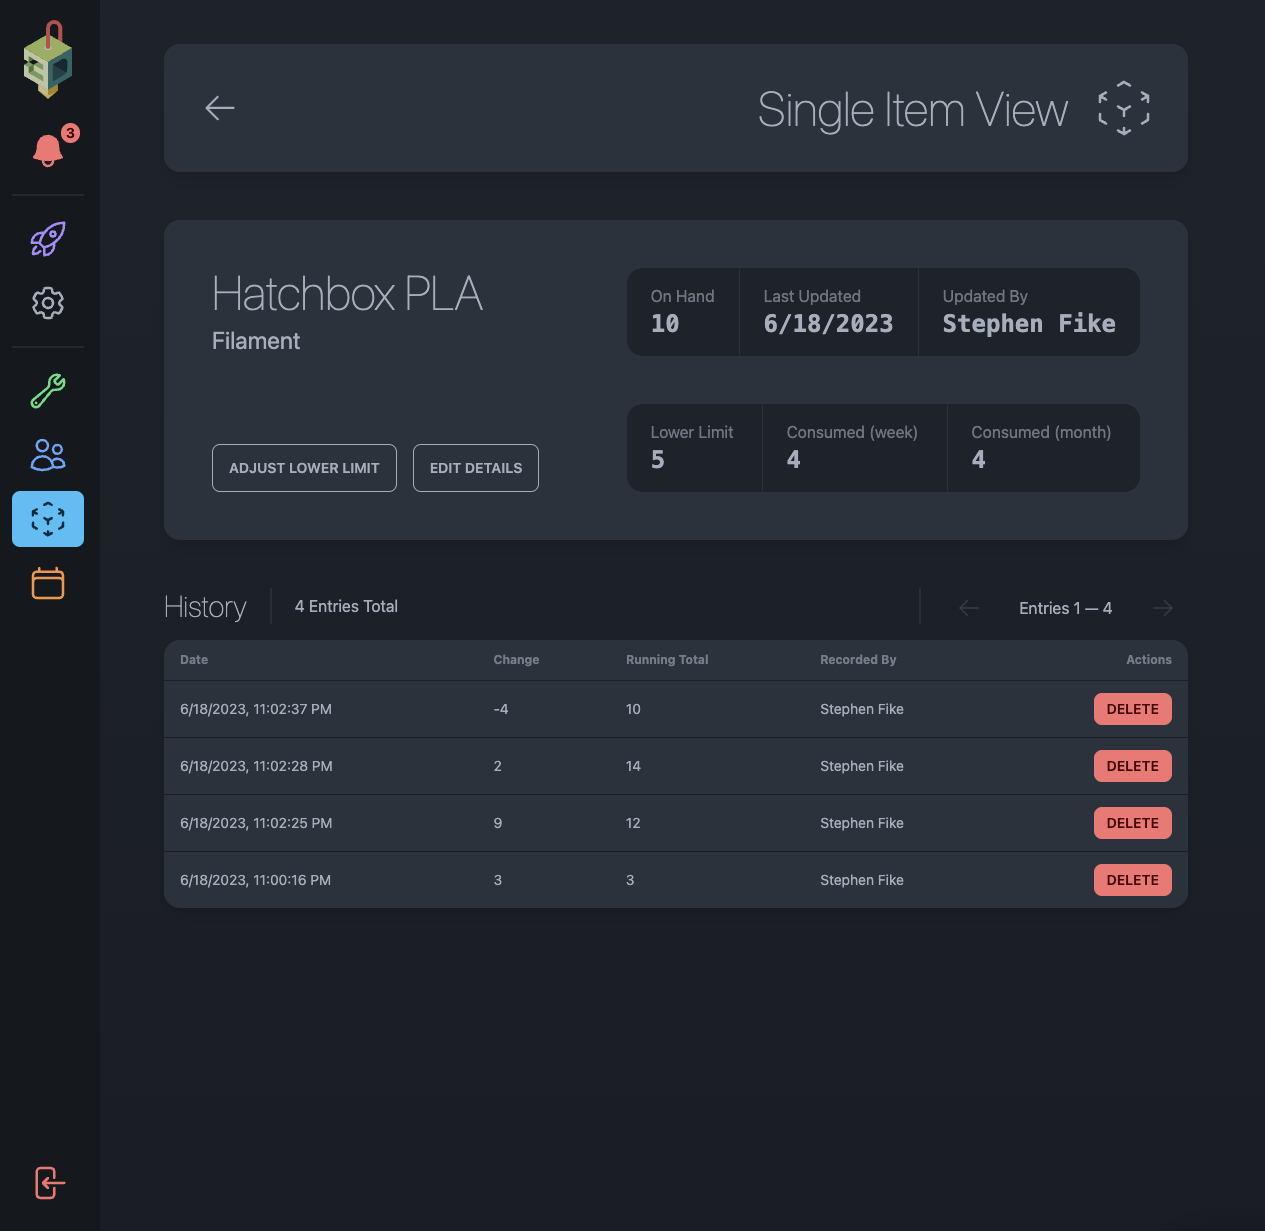 3
Single Item View
Hatchbox PLA
Filament
ADJUST LOWER LIMIT
EDIT DETAILS
On Hand
10
Last Updated
6/18/2023
Updated By
Stephen Fike
Lower Limit
5
Consumed (week)
4
Consumed (month)
4
History
4 Entries Total
Entries 1 — 4
Date Change Running Total Recorded By Actions
6/18/2023, 11:02:37 PM -4 10 Stephen Fike DELETE
6/18/2023, 11:02:28 PM 2 14 Stephen Fike DELETE
6/18/2023, 11:02:25 PM 9 12 Stephen Fike DELETE
6/18/2023, 11:00:16 PM 3 3 Stephen Fike DELETE